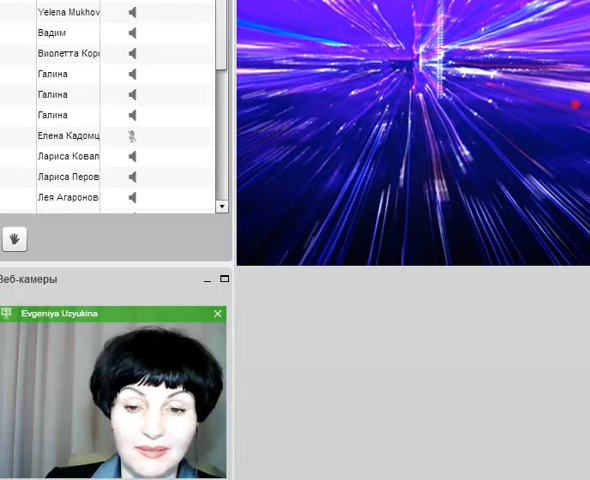 Yelena Mukhov
Вадим
Виолетта Коро
Галина
Галина
Галина
Елена Кадомц
Лариса Ковал
Лариса Перов
Лея Агаронов
Веб-камеры
Evgeniya Uzyukina